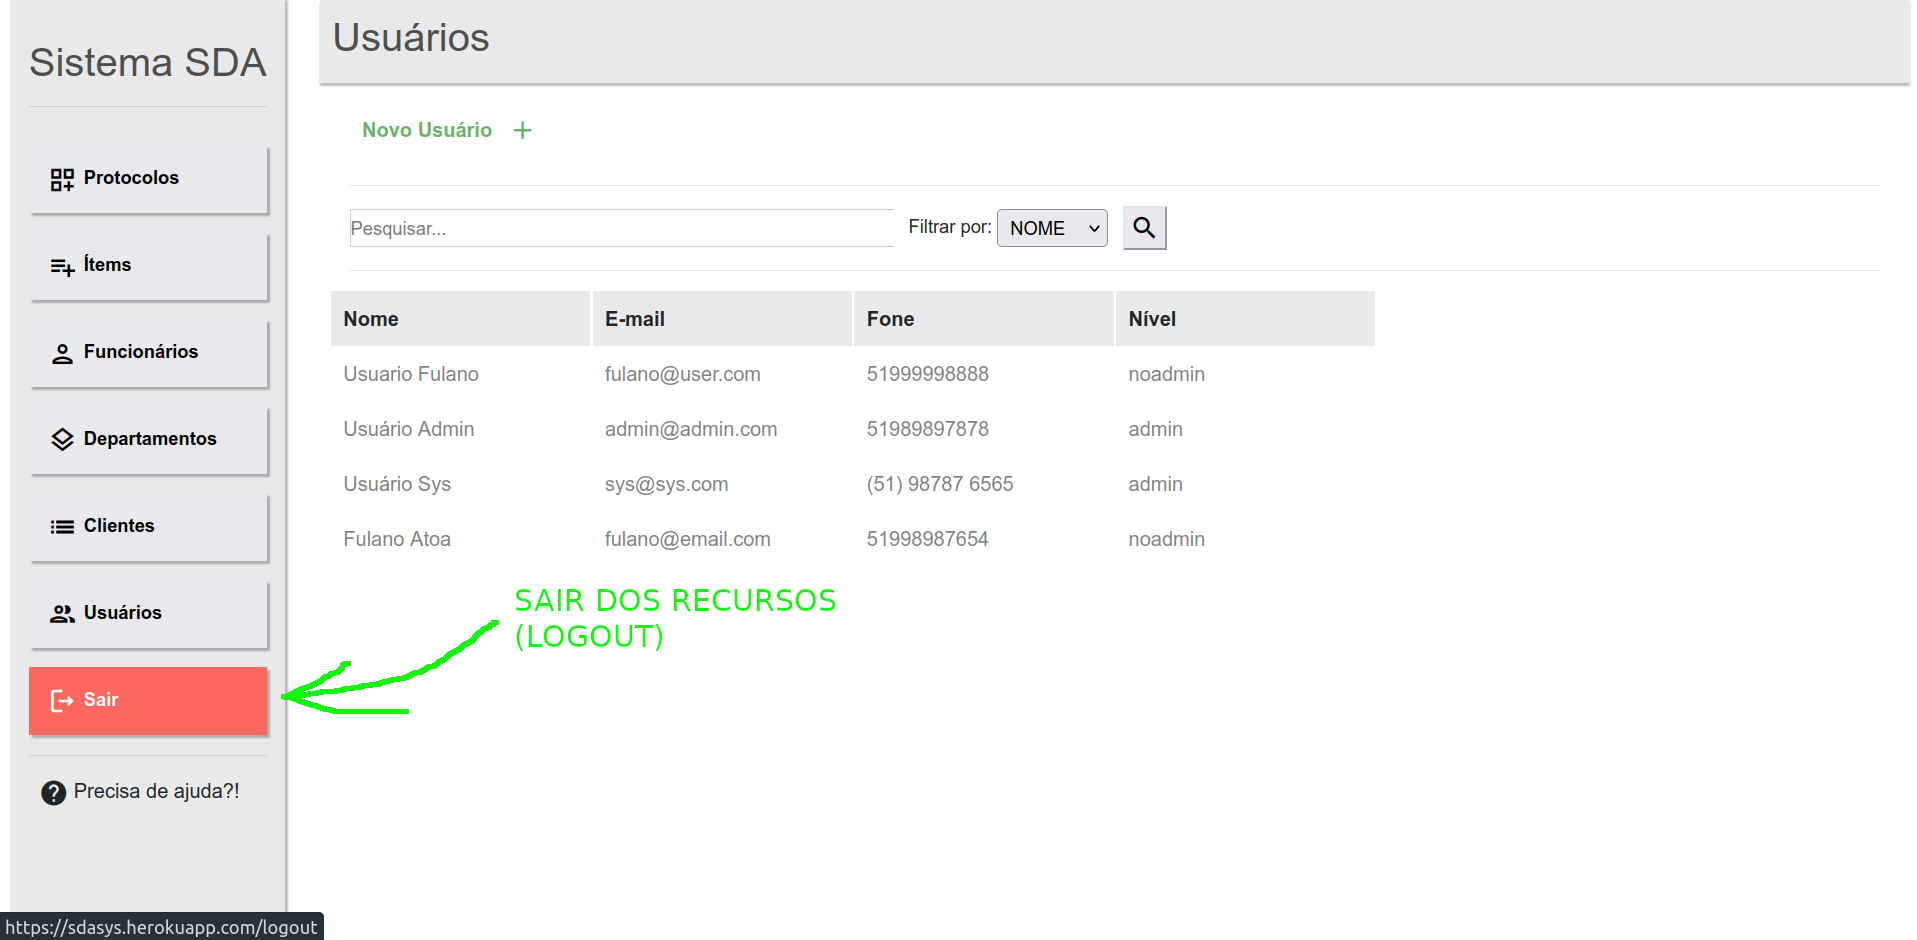 Sistema SDA
Protocolos
Ítems
Funcionários
Departamentos
Clientes
Usuários
Sair
Precisa de ajuda?!
Usuários
Novo Usuário +
Pesquisar... Filtrar por: NOME
Nome E-mail Fone Nível
Usuario Fulano fulano@user.com 51999998888 noadmin
Usuário Admin admin@admin.com 51989897878 admin
Usuário Sys sys@sys.com (51) 98787 6565 admin
Fulano Atoa fulano@email.com 51998987654 noadmin
SAIR DOS RECURSOS
(LOGOUT)
https://sdasys.herokuapp.com/logout